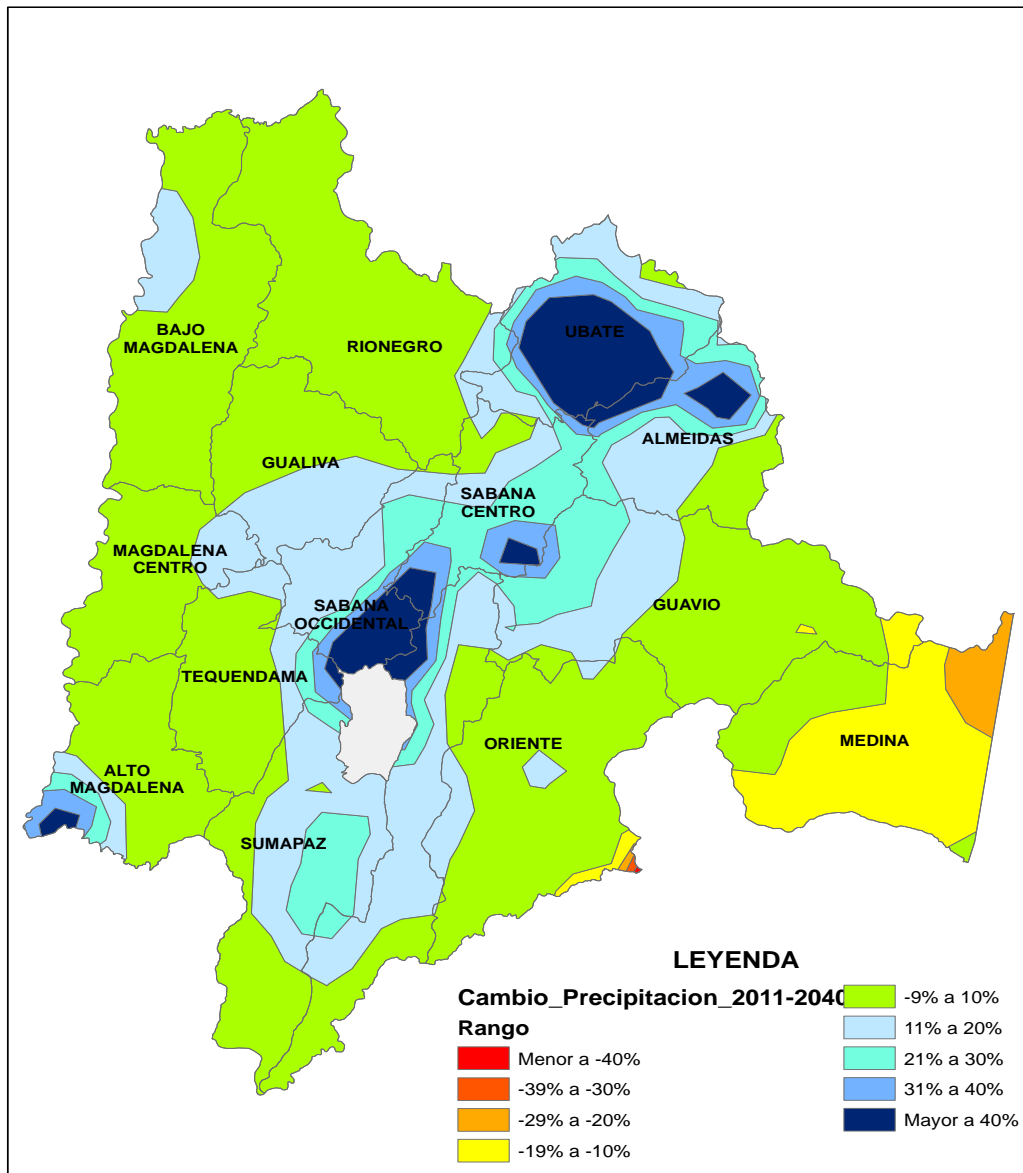 UBATE
BAJO
MAGDALENA
RIONEGRO
ALMEIDAS
GUALIVA
SABANA
CENTRO
MAGDALENA
CENTRO
SABANA
OCCIDENTAL
GUAVIO
TEQUENDAMA
ORIENTE
MEDINA
ALTO
MAGDALENA
SUMAPAZ
LEYENDA
Cambio_Precipitacion_2011-2040
Rango
Menor a -40%
-39% a -30%
-29% a -20%
-19% a -10%
-9% a 10%
11% a 20%
21% a 30%
31% a 40%
Mayor a 40%